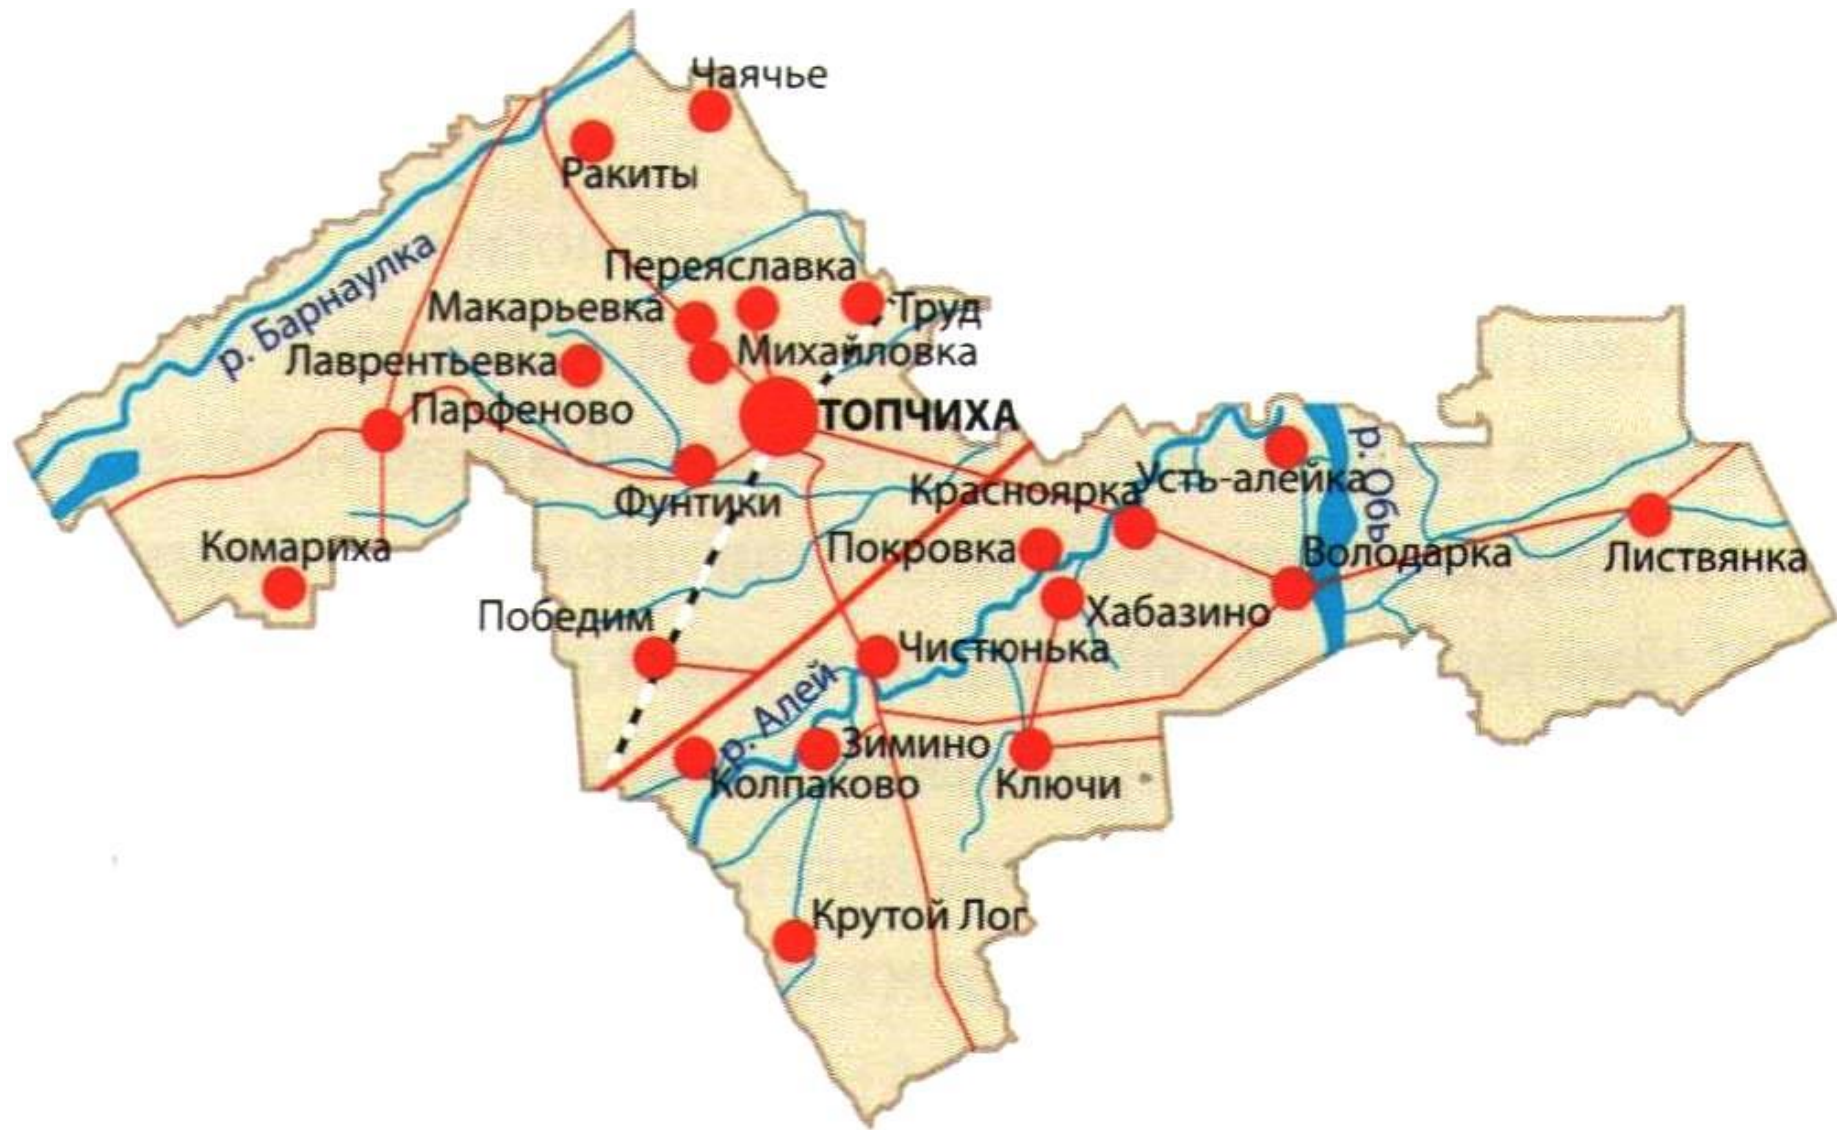 Чаячье
Ракиты
р. Барнаулка
Переяславка
Макарьевка
Труд
Лаврентьевка
Михайловка
Парфеново
ТОПЧИХА
р. Обь
Фунтики
Красноярка
Усть-алейка
Комариха
Покровка
Володарка
Листвянка
Победим
Хабазино
Чистюнька
р. Алей
Зимино
Колпаково
Ключи
Крутой Лог